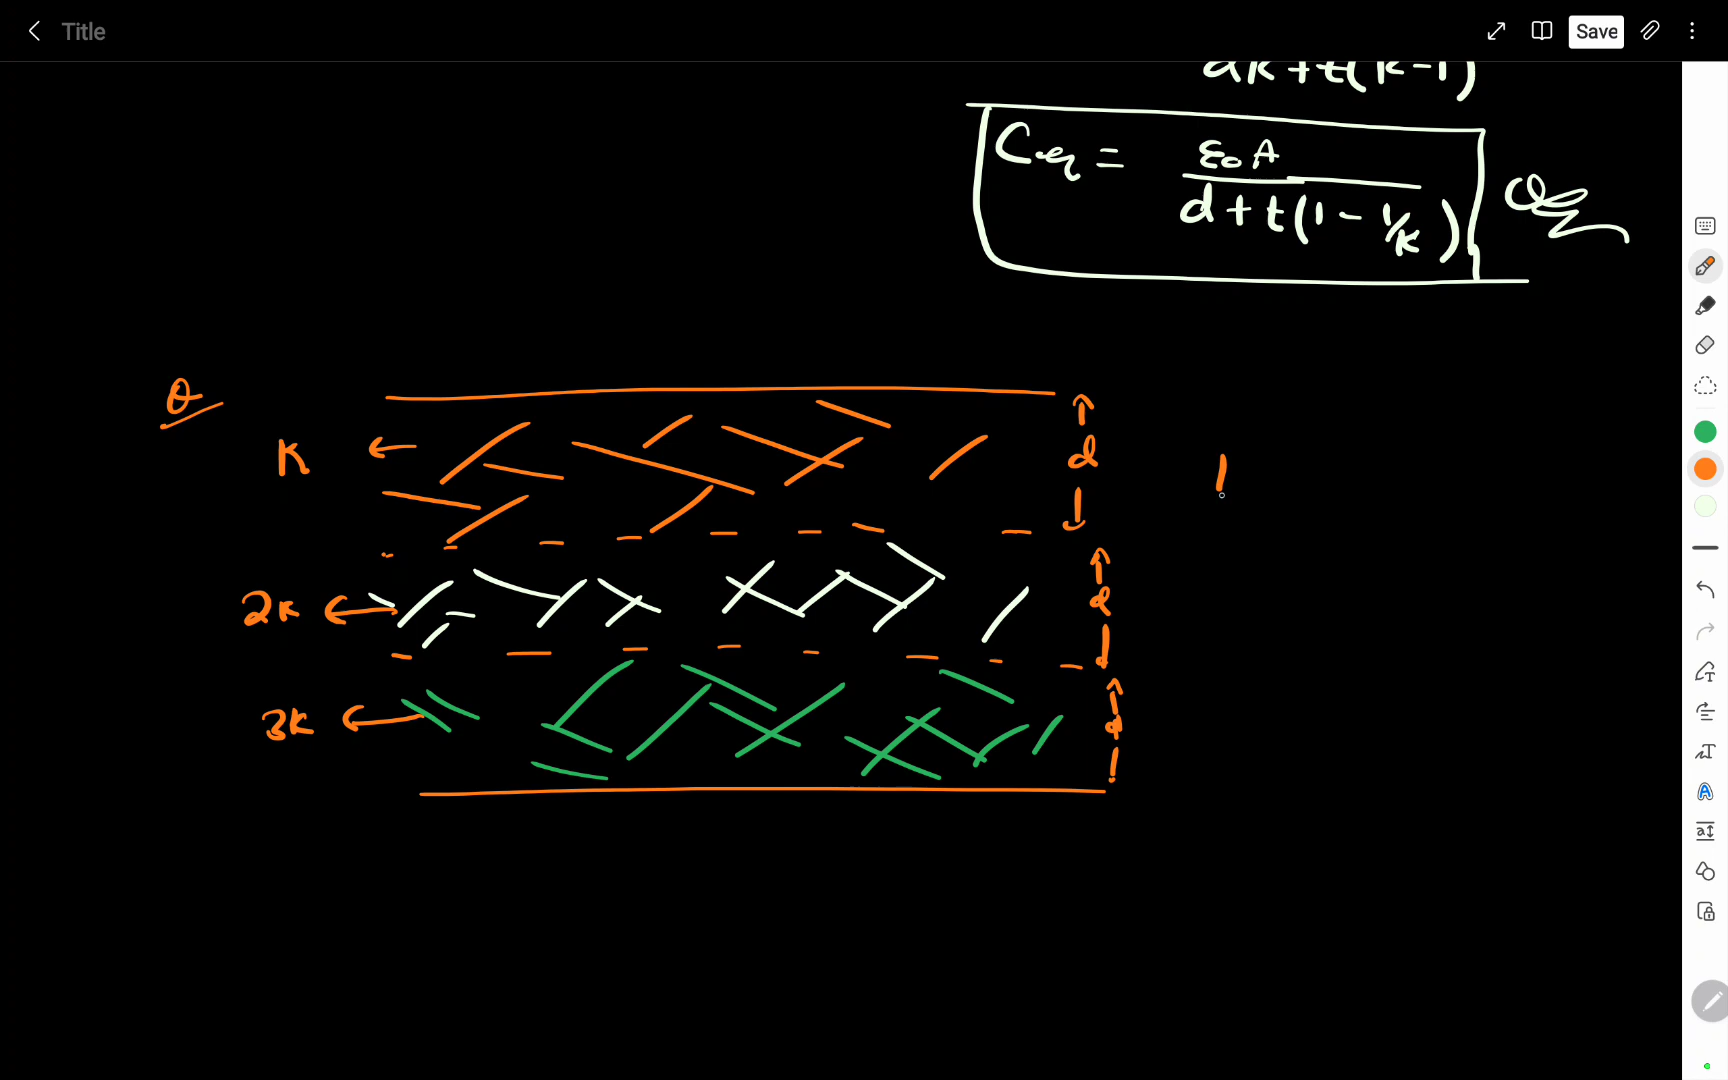 Title
Save
dk + t(k-1)
Ceq = ε₀A / d + t(1 - 1/k)
Q
K
d
2K
d
3K
d